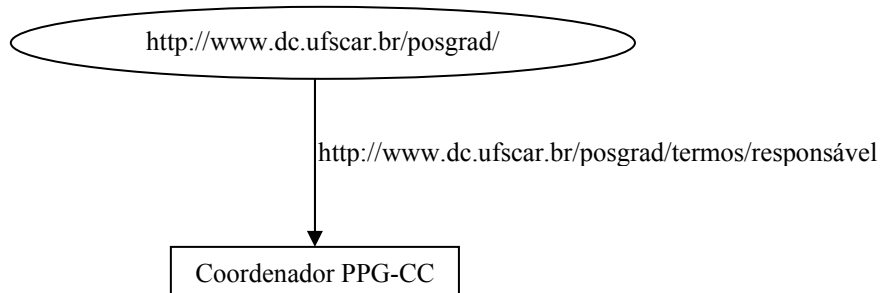 http://www.dc.ufscar.br/posgrad/
http://www.dc.ufscar.br/posgrad/termos/responsável
Coordenador PPG-CC